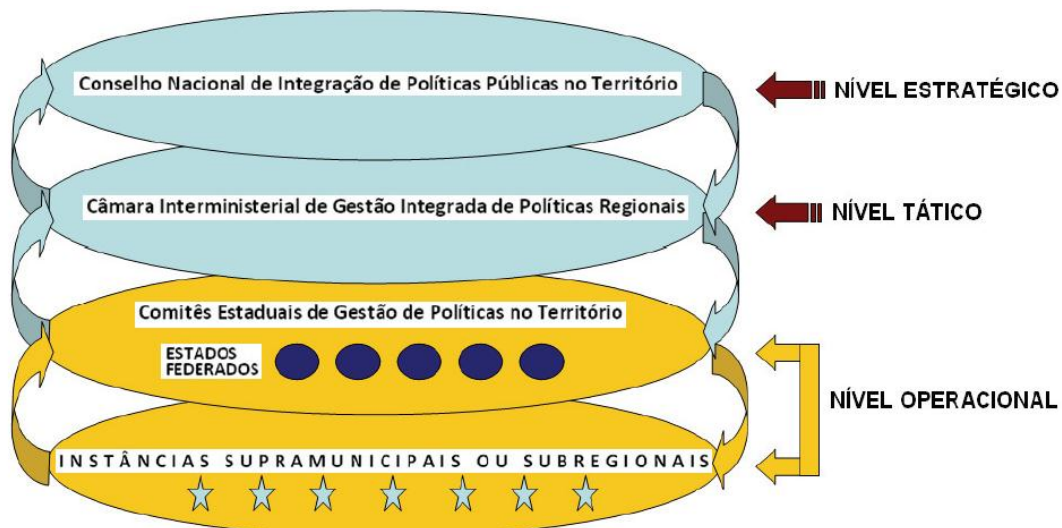 Conselho Nacional de Integração de Políticas Públicas no Território
NÍVEL ESTRATÉGICO
Câmara Interministerial de Gestão Integrada de Políticas Regionais
NÍVEL TÁTICO
Comitês Estaduais de Gestão de Políticas no Território
ESTADOS
FEDERADOS
NÍVEL OPERACIONAL
INSTÂNCIAS SUPRAMUNICIPAIS OU SUBREGIONAIS